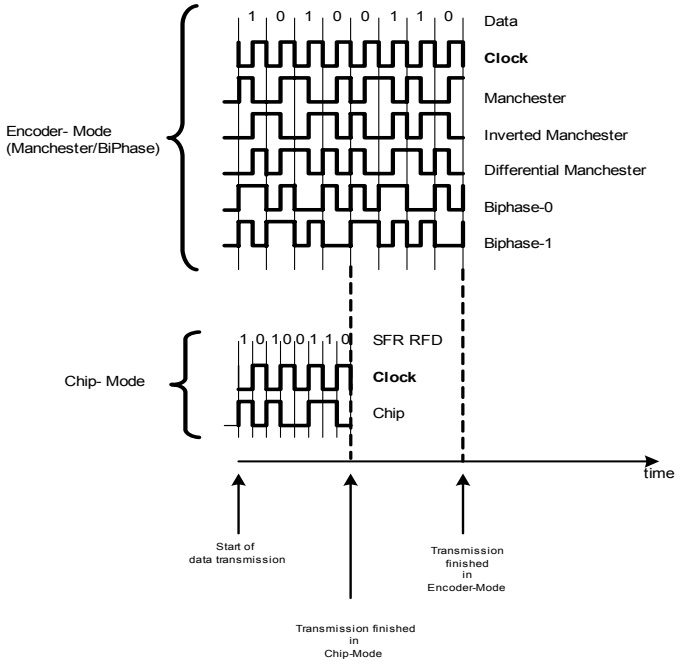 1 0 1 0 0 1 1 0 Data
Clock
Manchester
Encoder- Mode
(Manchester/BiPhase)
Inverted Manchester
Differential Manchester
Biphase-0
Biphase-1
1 0 1 0 0 1 1 0 SFR RFD
Clock
Chip- Mode
Chip
time
Start of
data transmission
Transmission
finished
in
Encoder-Mode
Transmission finished
in
Chip-Mode